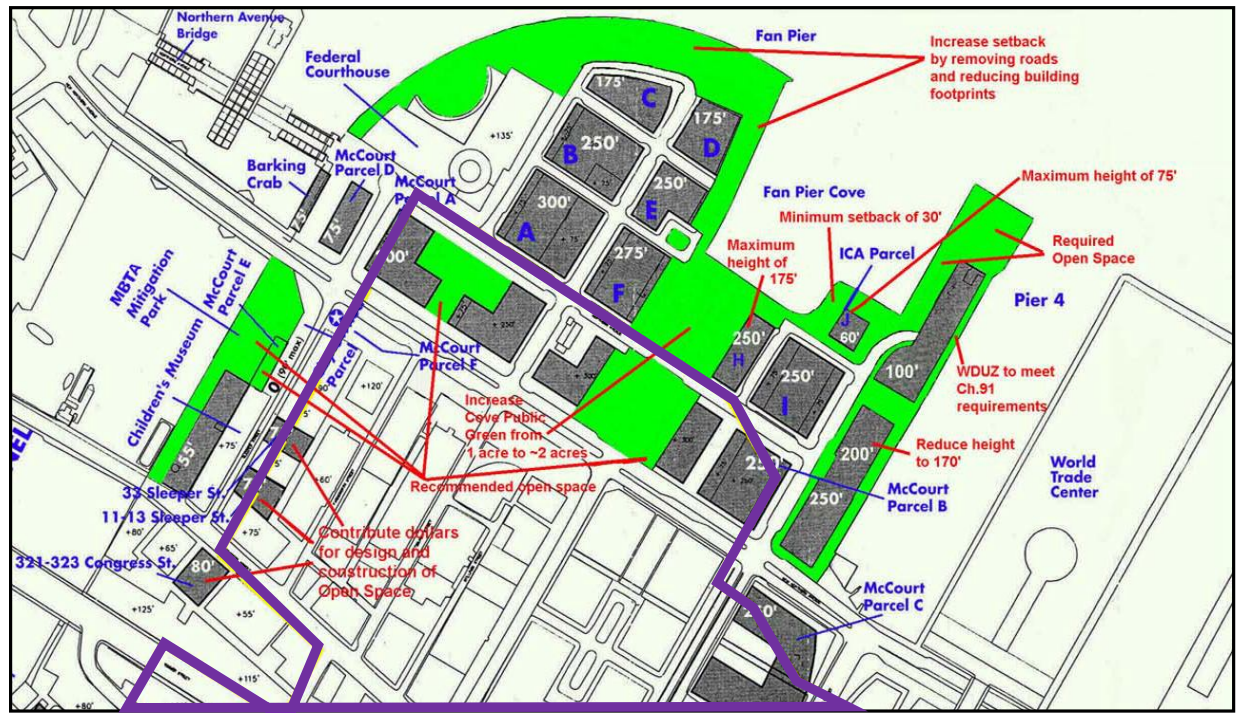 Northern Avenue
Bridge
Federal
Courthouse
Fan Pier
Increase setback
by removing roads
and reducing building
footprints
175'
C
175'
D
+135'
250'
B
Barking
Crab
McCourt
Parcel D
McCourt
Parcel A
75'
75'
300'
A
250'
E
Fan Pier Cove
Maximum height of 75'
Minimum setback of 30'
ICA Parcel
Required
Open Space
Pier 4
Maximum
height of
175'
275'
F
MBTA
Mitigation
Park
McCourt
Parcel E
Children's Museum
Parcel
McCourt
Parcel F
+120'
J
60'
250'
H
250'
I
100'
WDUZ to meet
Ch.91
requirements
Increase
Cove Public
Green from
1 acre to ~2 acres
Recommended open space
55'
+75'
+60'
200'
250'
Reduce height
to 170'
World
Trade
Center
McCourt
Parcel B
33 Sleeper St.
11-13 Sleeper St.
321-323 Congress St.
80'
+80'
+65'
+75'
+125'
+55'
+115'
+80'
Contribute dollars
for design and
construction of
Open Space
McCourt
Parcel C